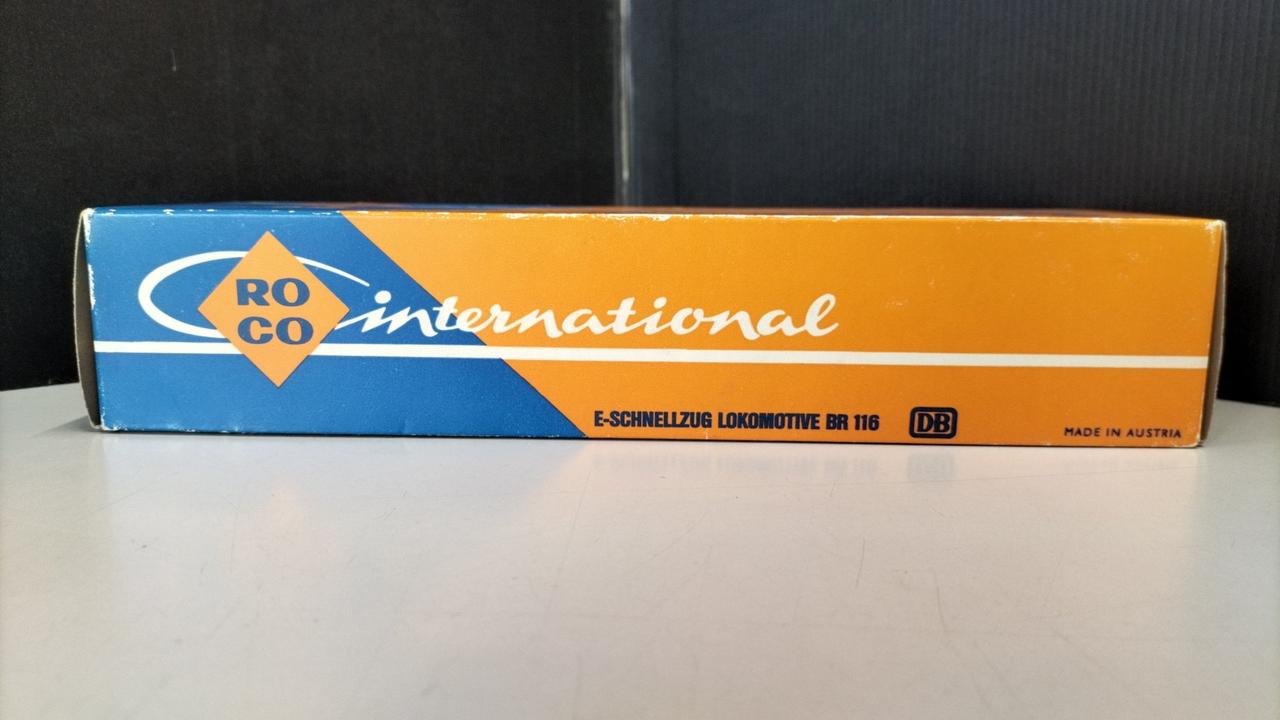 RO
CO
international
E-SCHNELLZUG LOKOMOTIVE BR 116 DB
MADE IN AUSTRIA